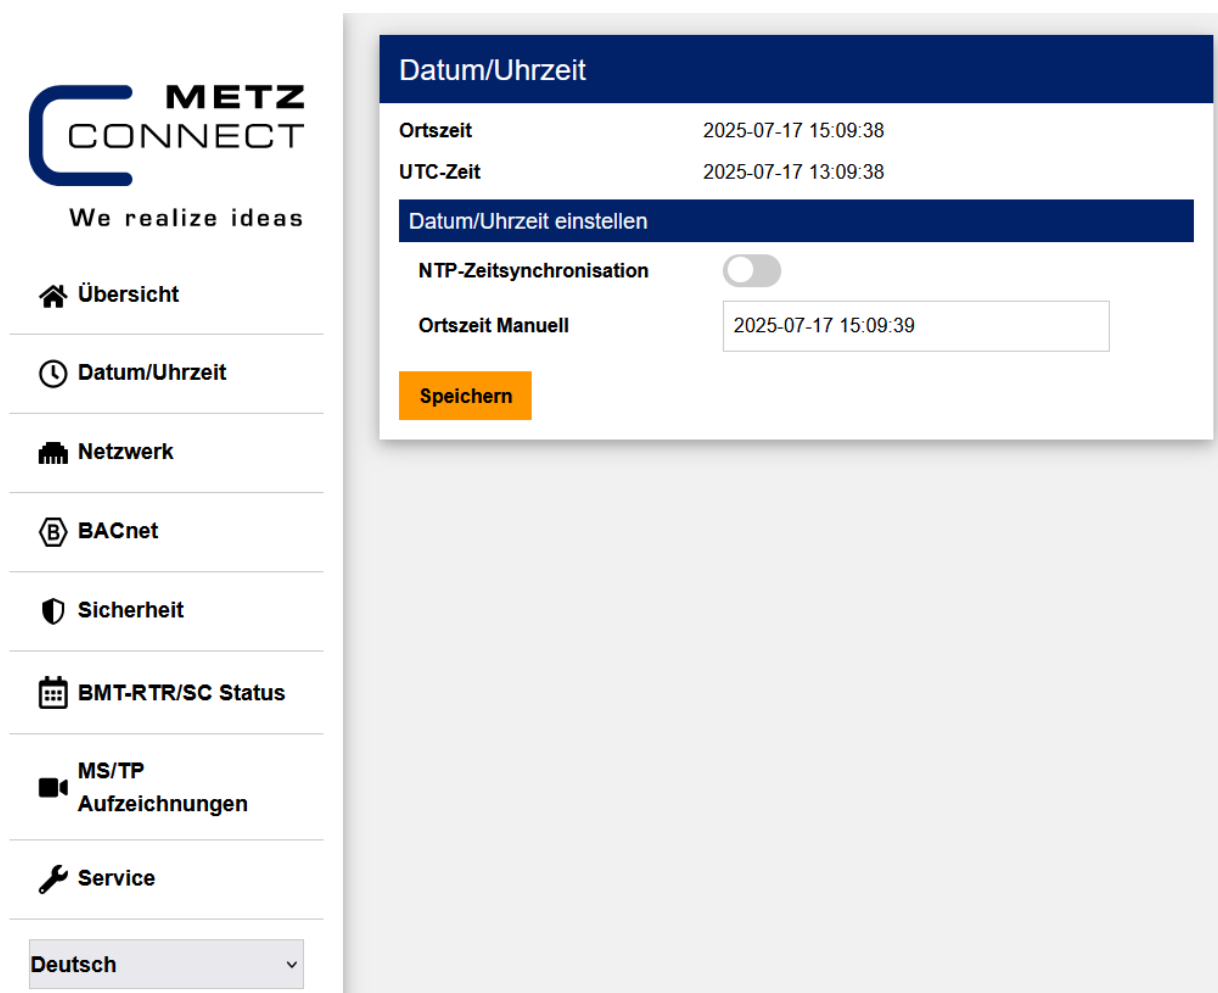 METZ
CONNECT
We realize ideas
Übersicht
Datum/Uhrzeit
Netzwerk
BACnet
Sicherheit
BMT-RTR/SC Status
MS/TP
Aufzeichnungen
Service
Deutsch
Datum/Uhrzeit
Ortszeit 2025-07-17 15:09:38
UTC-Zeit 2025-07-17 13:09:38
Datum/Uhrzeit einstellen
NTP-Zeitsynchronisation
Ortszeit Manuell 2025-07-17 15:09:39
Speichern